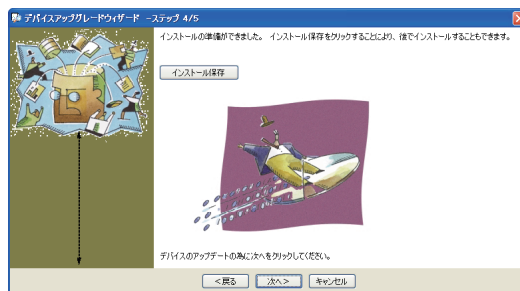 デバイスアップグレードウィザード －ステップ 4/5
インストールの準備ができました。 インストール保存をクリックすることにより、後でインストールすることもできます。
インストール保存
デバイスのアップデートの為に次へをクリックしてください。
<戻る
次へ>
キャンセル